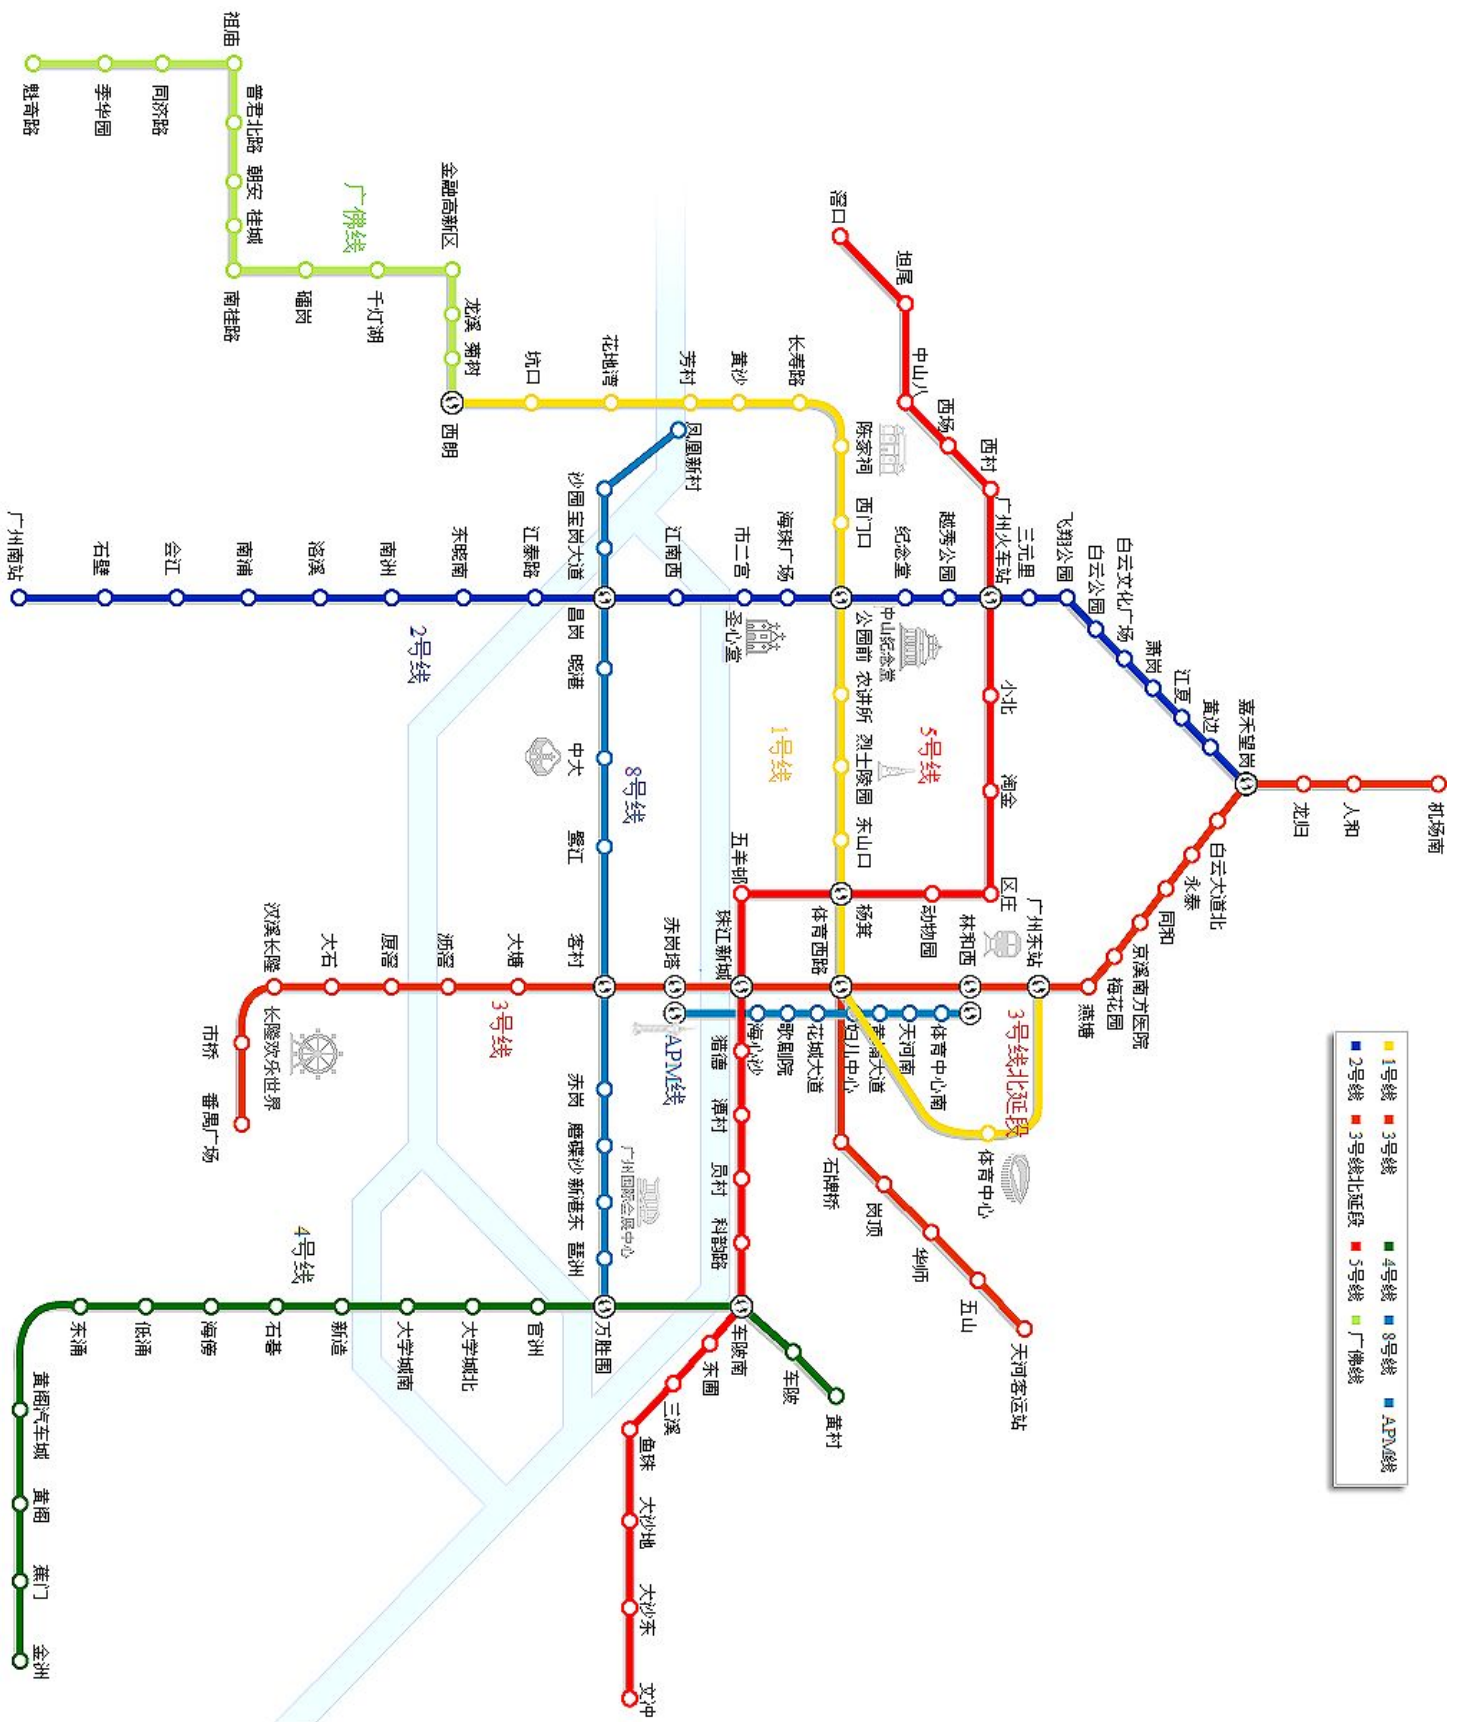 机场南
人和
龙归
嘉禾望岗
黄边
江夏
萧岗
白云文化广场
白云公园
飞翔公园
三元里
广州火车站
越秀公园
纪念堂
公园前
海珠广场
市二宫
江南西
昌岗
江泰路
东晓南
南洲
洛溪
南浦
会江
石壁
广州南站
2号线
白云大道北
永泰
同和
京溪南方医院
梅花园
燕塘
广州东站
3号线北延段
林和西
体育西路
珠江新城
赤岗塔
客村
大塘
沥滘
厦滘
大石
汉溪长隆
市桥
番禺广场
长隆欢乐世界
3号线
石牌桥
岗顶
华师
五山
天河客运站
滘口
坦尾
中山八
西场
西村
小北
淘金
区庄
动物园
杨箕
五羊邨
猎德
潭村
员村
科韵路
车陂南
东圃
三溪
鱼珠
大沙地
大沙东
文冲
5号线
西朗
坑口
花地湾
芳村
黄沙
长寿路
陈家祠
西门口
农讲所
烈士陵园
东山口
体育中心
1号线
中山纪念堂
圣心堂
凤凰新村
沙园
宝岗大道
晓港
中大
鹭江
赤岗
磨碟沙
新港东
琶洲
万胜围
8号线
广州国际会展中心
APM线
海心沙
歌剧院
花城大道
妇儿中心
黄埔大道
天河南
体育中心南
黄村
车陂
官洲
大学城北
大学城南
新造
石碁
海傍
低涌
东涌
黄阁汽车城
黄阁
蕉门
金洲
4号线
魁奇路
季华园
同济路
祖庙
普君北路
朝安
桂城
南桂路
礌岗
千灯湖
金融高新区
龙溪
菊树
广佛线
1号线
3号线
4号线
8号线
APM线
2号线
3号线北延段
5号线
广佛线